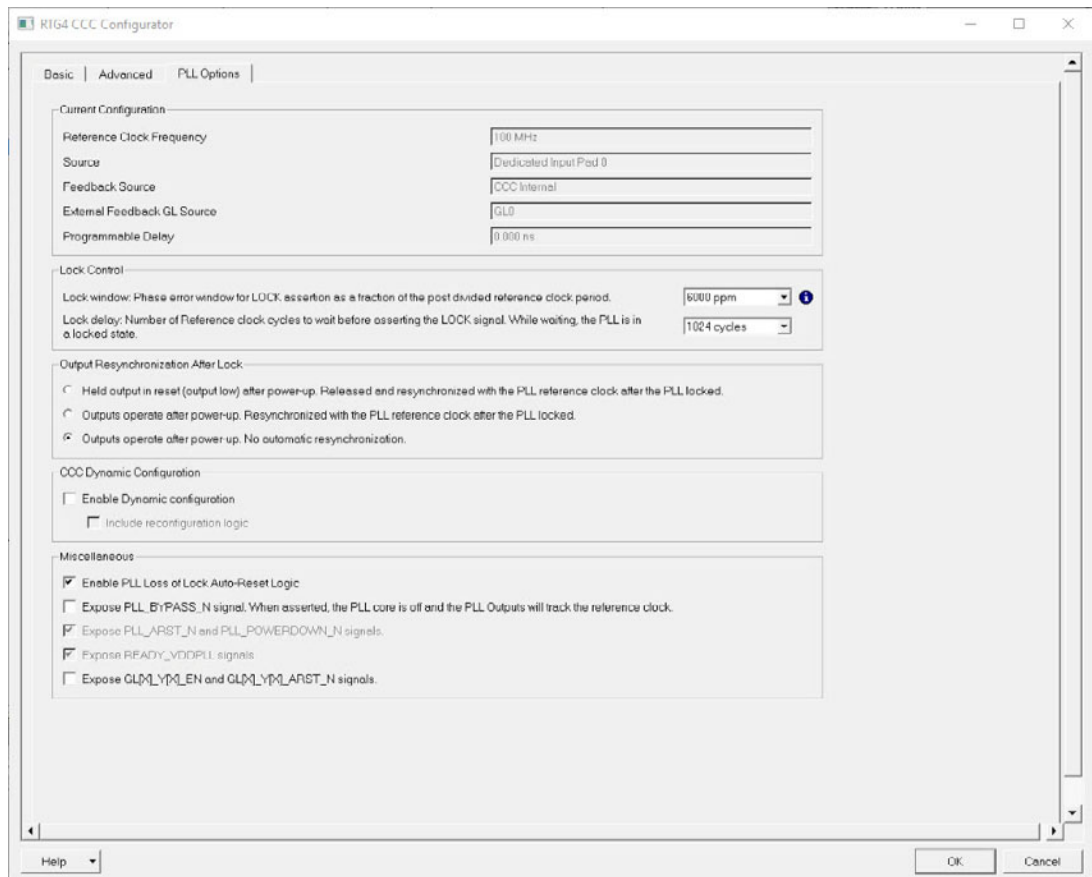 RTG4 CCC Configurator
Basic
Advanced
PLL Options
Current Configuration
Reference Clock Frequency
100 MHz
Source
Dedicated Input Pad 0
Feedback Source
CCC Internal
External Feedback GL Source
GL0
Programmable Delay
0.000 ns
Lock Control
Lock window: Phase error window for LOCK assertion as a fraction of the post divided reference clock period.
6000 ppm
Lock delay: Number of Reference clock cycles to wait before asserting the LOCK signal. While waiting, the PLL is in
a locked state.
1024 cycles
Output Resynchronization After Lock
Held output in reset (output low) after power-up. Released and resynchronized with the PLL reference clock after the PLL locked.
Outputs operate after power-up. Resynchronized with the PLL reference clock after the PLL locked.
Outputs operate after power-up. No automatic resynchronization.
CCC Dynamic Configuration
Enable Dynamic configuration
Include reconfiguration logic
Miscellaneous
Enable PLL Loss of Lock Auto-Reset Logic
Expose PLL_BYPASS_N signal. When asserted, the PLL core is off and the PLL Outputs will track the reference clock.
Expose PLL_ARST_N and PLL_POWERDOWN_N signals.
Expose READY_VDDPLL signals
Expose GL[X]_Y[X]_EN and GL[X]_Y[X]_ARST_N signals.
Help
OK
Cancel